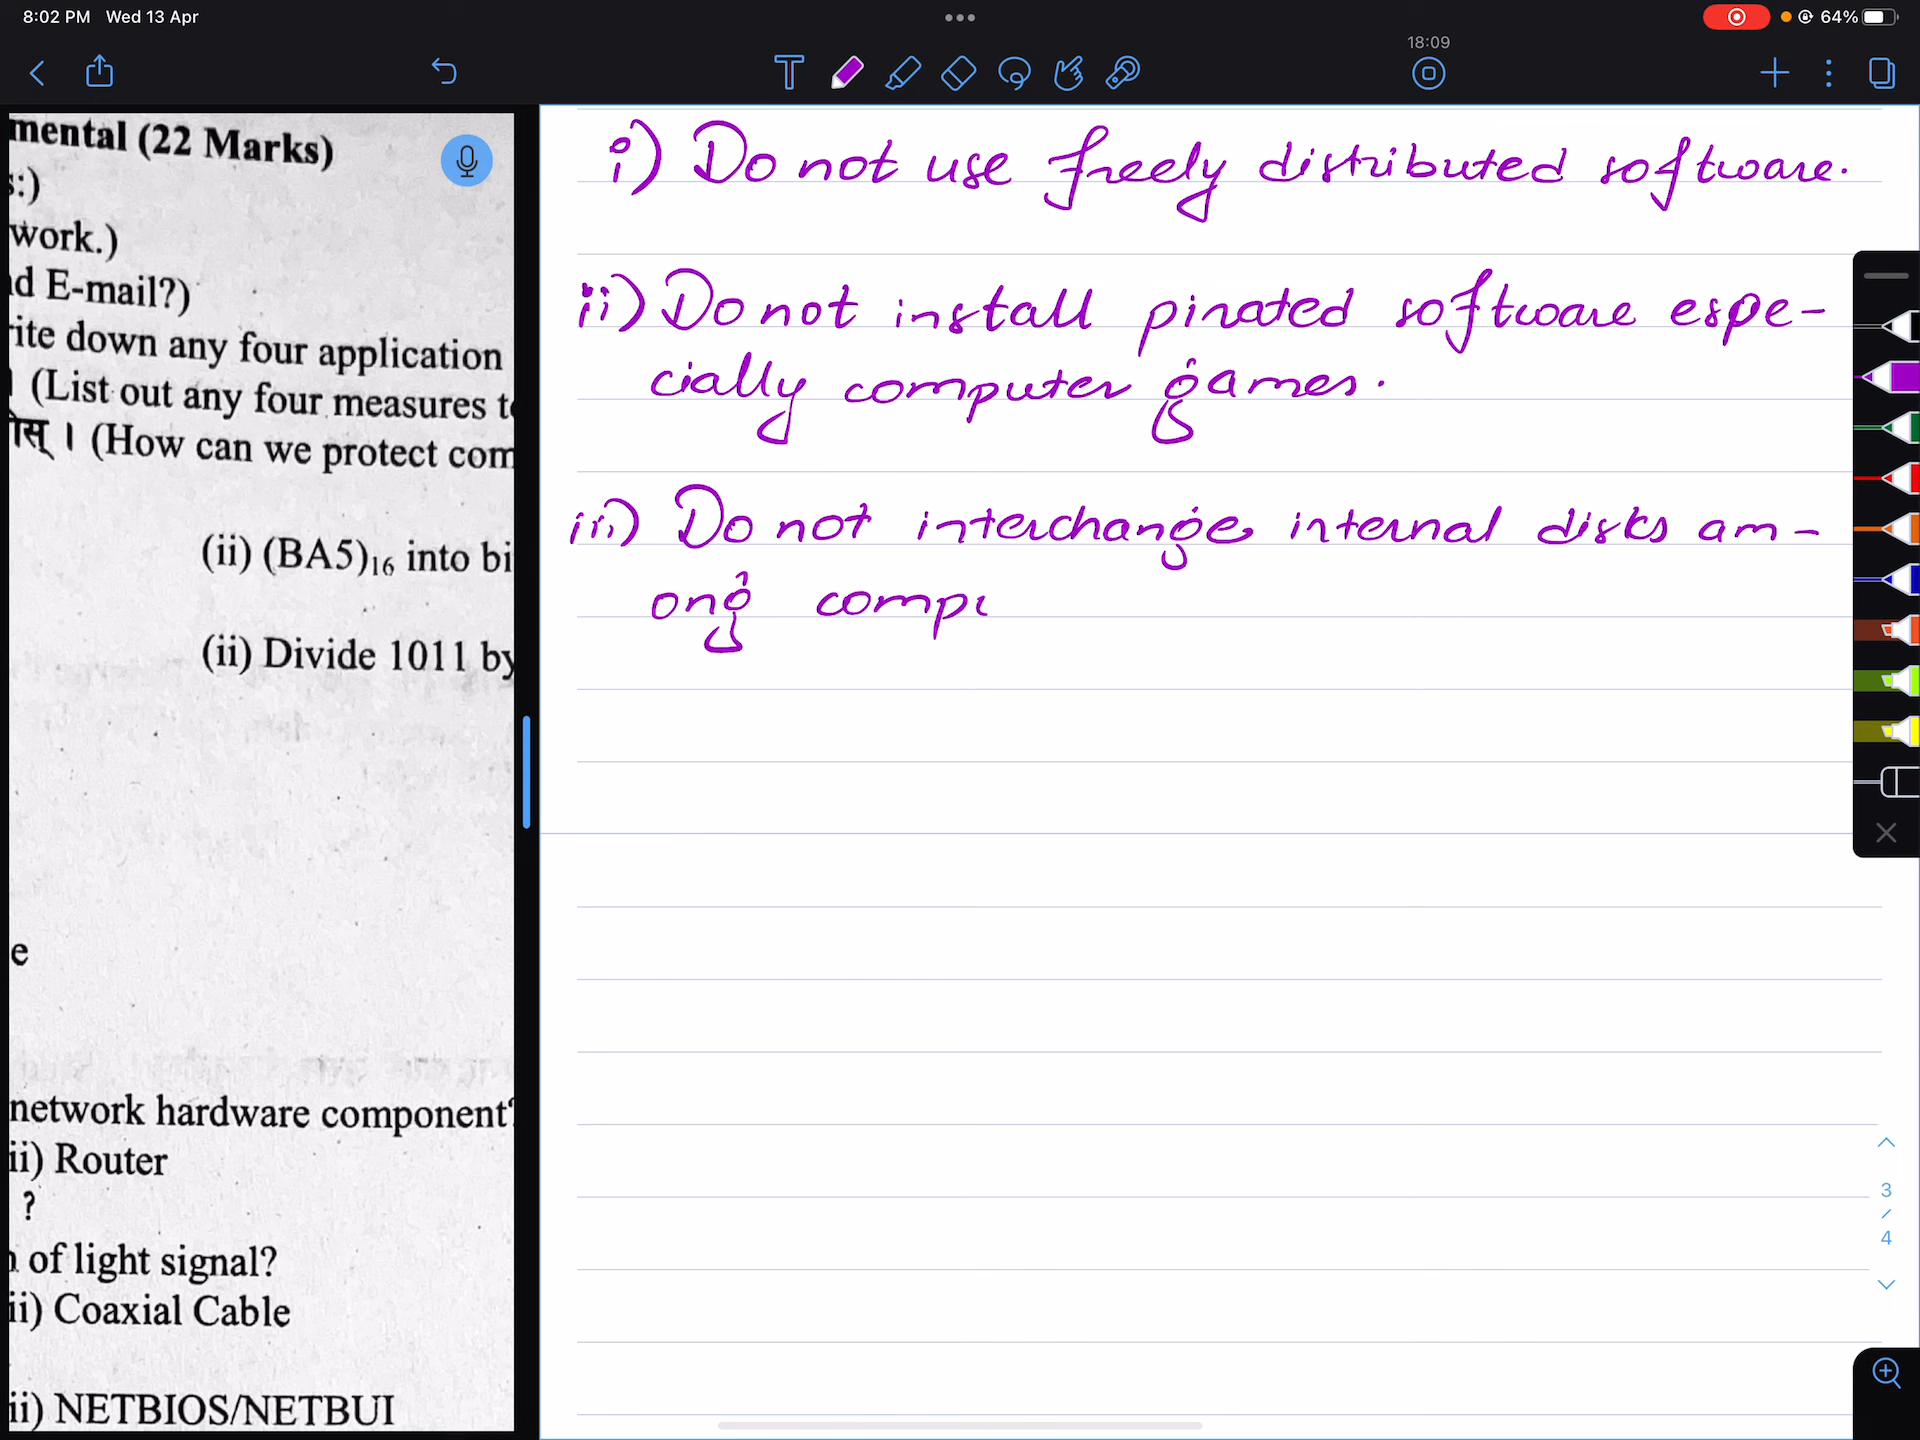 8:02 PM Wed 13 Apr
64%
18:09
mental (22 Marks)
s:)
work.)
d E-mail?)
rite down any four application
(List out any four measures t
ोस् । (How can we protect com
(ii) (BA5)16 into bi
(ii) Divide 1011 by
e
network hardware component?
ii) Router
?
of light signal?
ii) Coaxial Cable
ii) NETBIOS/NETBUI
i) Do not use freely distributed software.
ii) Do not install pirated software espe-
cially computer games.
iii) Do not interchange internal disks am-
ong comp
3
/
4